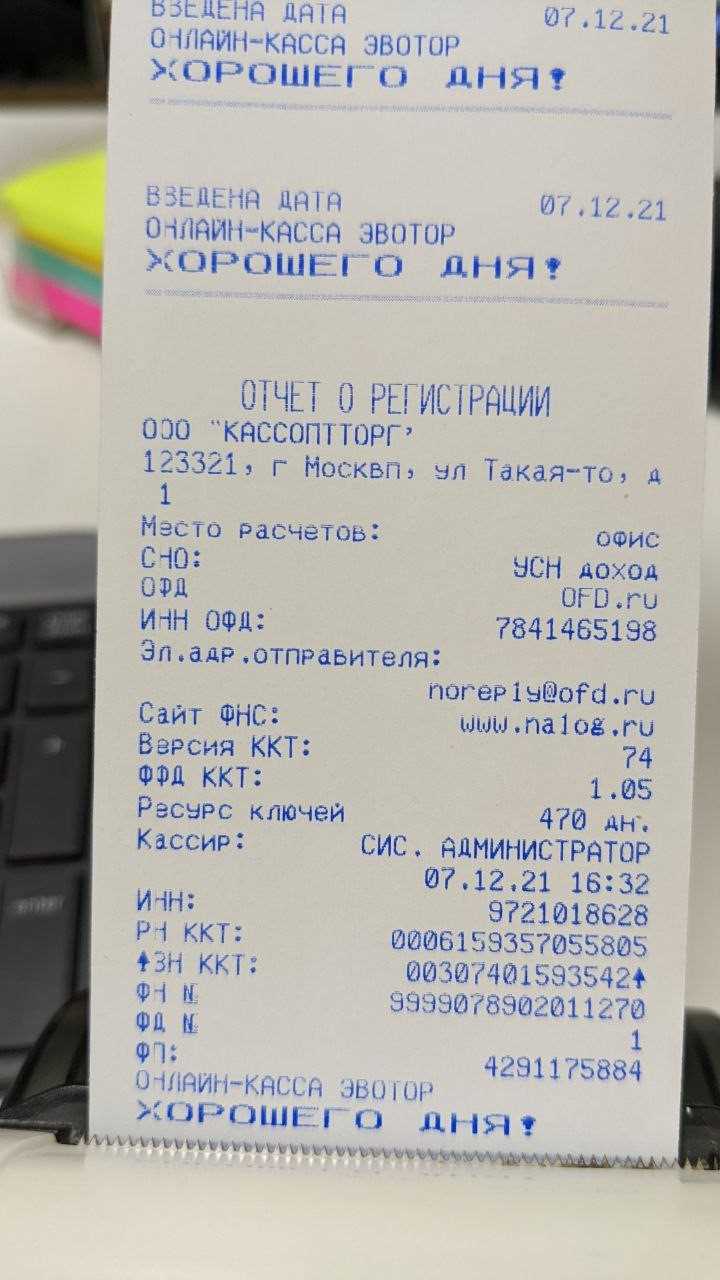 ВВЕДЕНА ДАТА 07.12.21
ОНЛАЙН-КАССА ЭВОТОР
ХОРОШЕГО ДНЯ!
ВВЕДЕНА ДАТА 07.12.21
ОНЛАЙН-КАССА ЭВОТОР
ХОРОШЕГО ДНЯ!
ОТЧЕТ О РЕГИСТРАЦИИ
ООО "КАССОПТТОРГ"
123321, г Москвп, ул Такая-то, д
1
Место расчетов: офис
СНО: УСН доход
ОФД OFD.ru
ИНН ОФД: 7841465198
Эл.адр.отправителя:
noreply@ofd.ru
Сайт ФНС: www.nalog.ru
Версия ККТ: 74
ФФД ККТ: 1.05
Ресурс ключей 470 дн.
Кассир: СИС. АДМИНИСТРАТОР
07.12.21 16:32
ИНН: 9721018628
РН ККТ: 0006159357055805
↑ЗН ККТ: 00307401593542↑
ФН № 9999078902011270
ФД № 1
ФП: 4291175884
ОНЛАЙН-КАССА ЭВОТОР
ХОРОШЕГО ДНЯ!